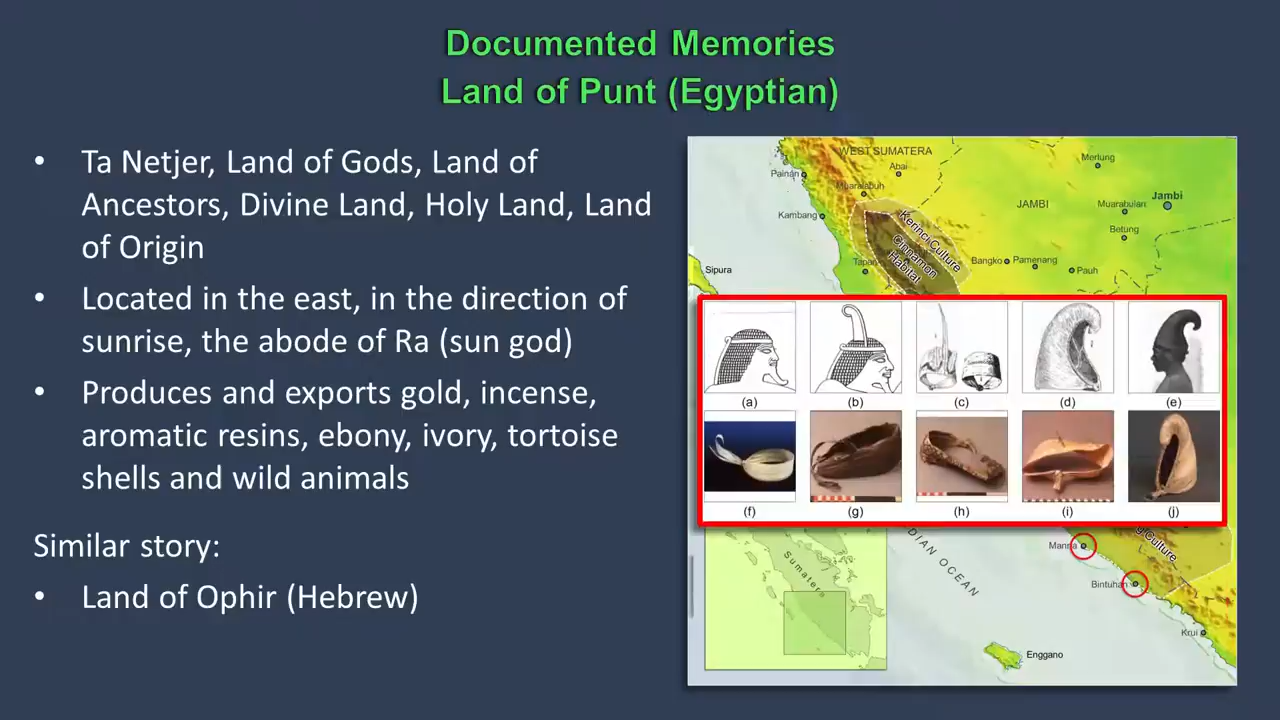 Documented Memories
Land of Punt (Egyptian)
• Ta Netjer, Land of Gods, Land of
Ancestors, Divine Land, Holy Land, Land
of Origin
• Located in the east, in the direction of
sunrise, the abode of Ra (sun god)
• Produces and exports gold, incense,
aromatic resins, ebony, ivory, tortoise
shells and wild animals
Similar story:
• Land of Ophir (Hebrew)
WEST SUMATERA
Painan
Abai
Merlung
Muaralabuh
Kambang
JAMBI
Muarabulan
Jambi
Betung
Kerinci Culture
Cinnamon
Habitat
Bangko
Pamenang
Pauh
Sipura
(a)
(b)
(c)
(d)
(e)
(f)
(g)
(h)
(i)
(j)
Manna
Culture
Bintuhan
DIAN OCEAN
Sumatera
Krui
Enggano